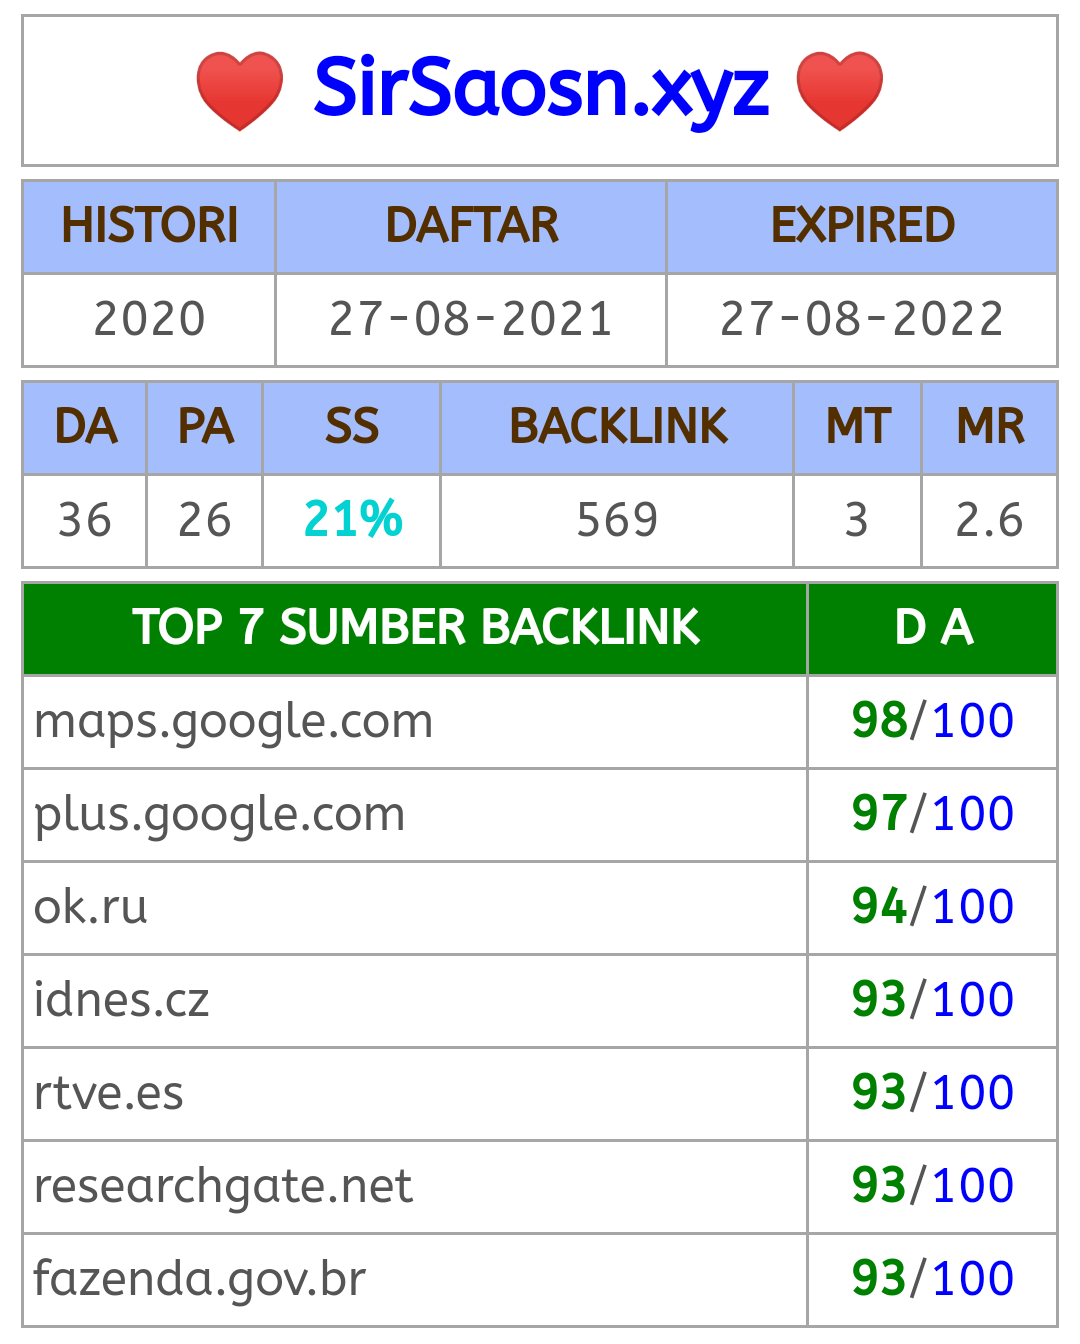 SirSaosn.xyz
HISTORI DAFTAR EXPIRED
2020 27-08-2021 27-08-2022
DA PA SS BACKLINK MT MR
36 26 21% 569 3 2.6
TOP 7 SUMBER BACKLINK D A
maps.google.com 98/100
plus.google.com 97/100
ok.ru 94/100
idnes.cz 93/100
rtve.es 93/100
researchgate.net 93/100
fazenda.gov.br 93/100